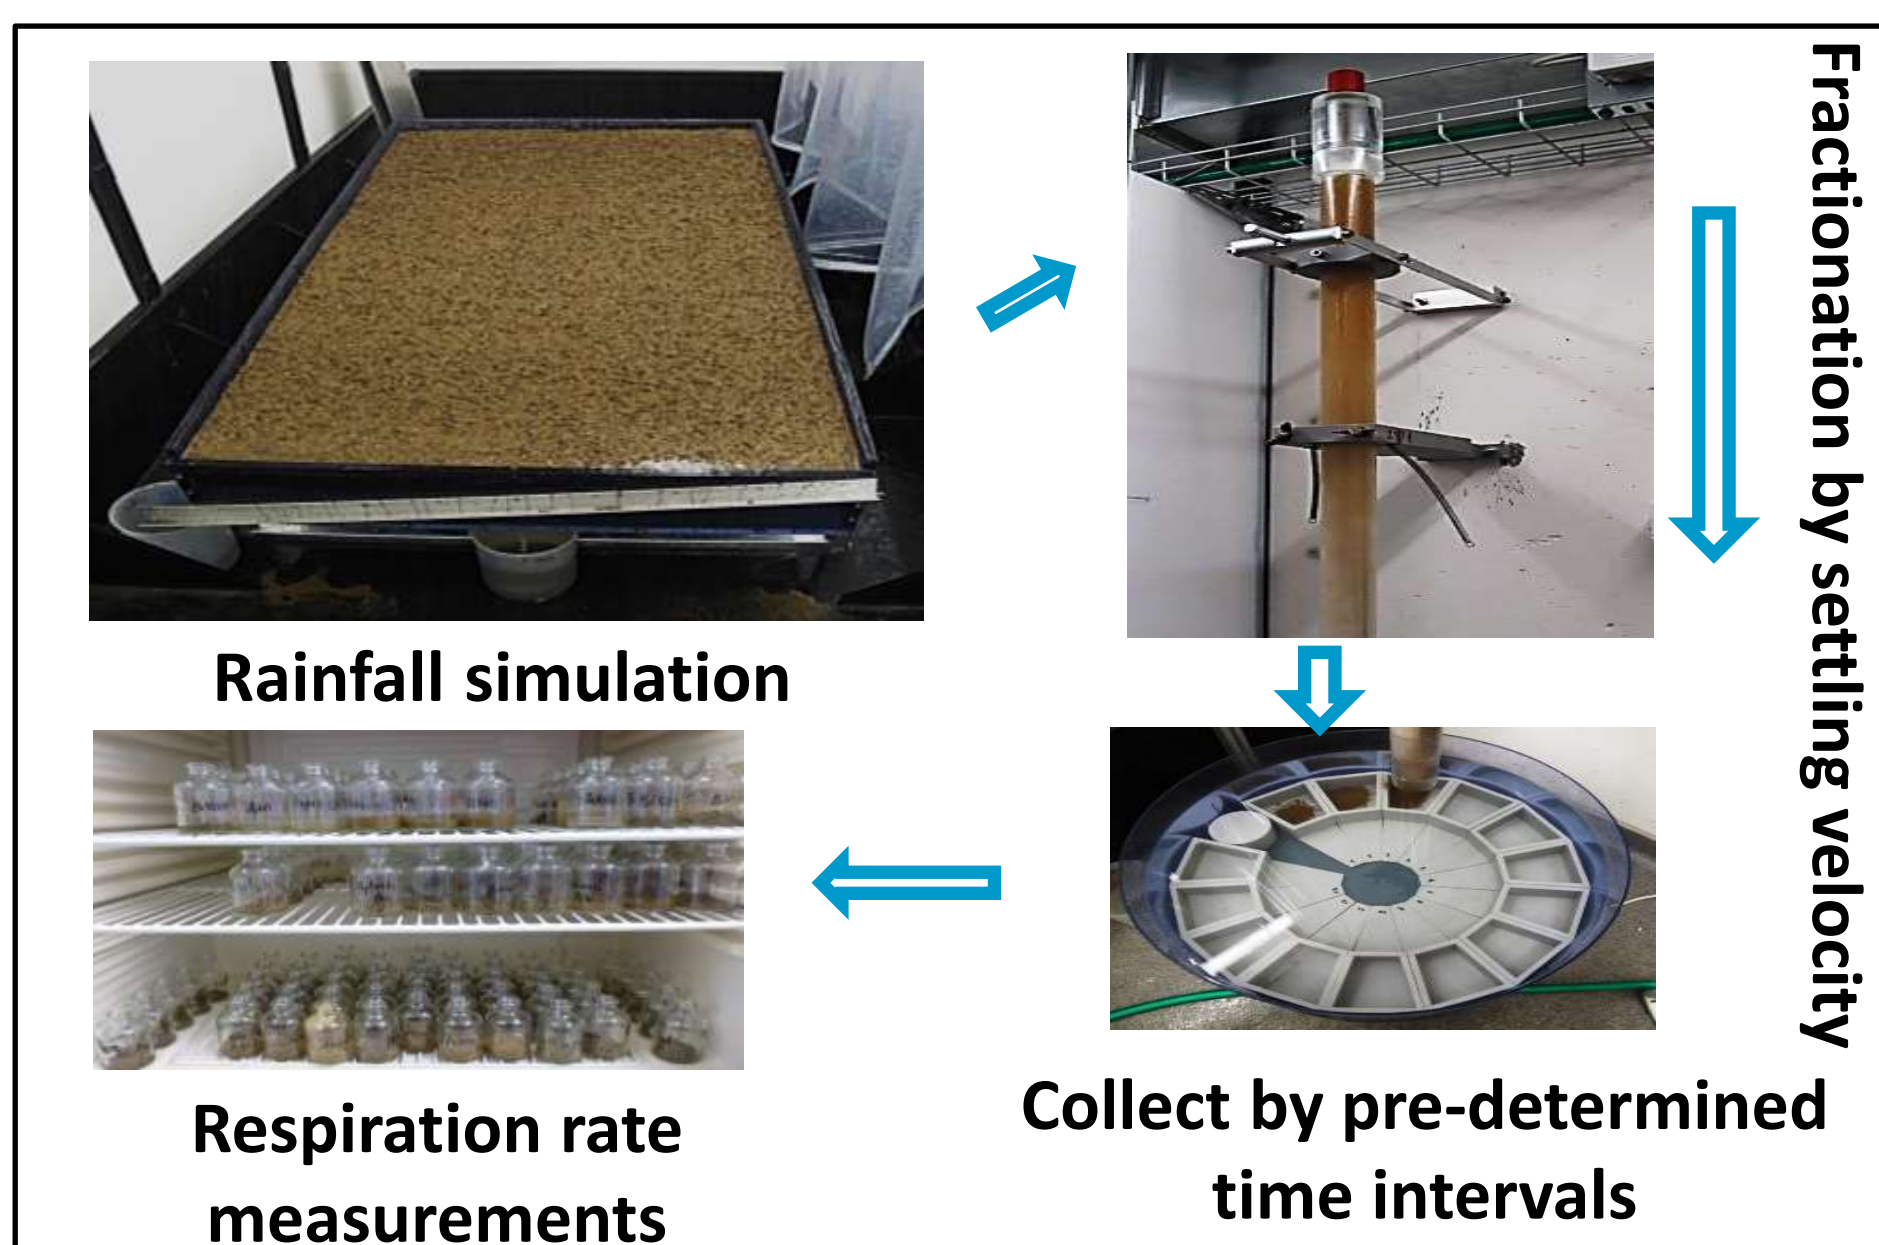 Rainfall simulation
Fractionation by settling velocity
Collect by pre-determined
time intervals
Respiration rate
measurements